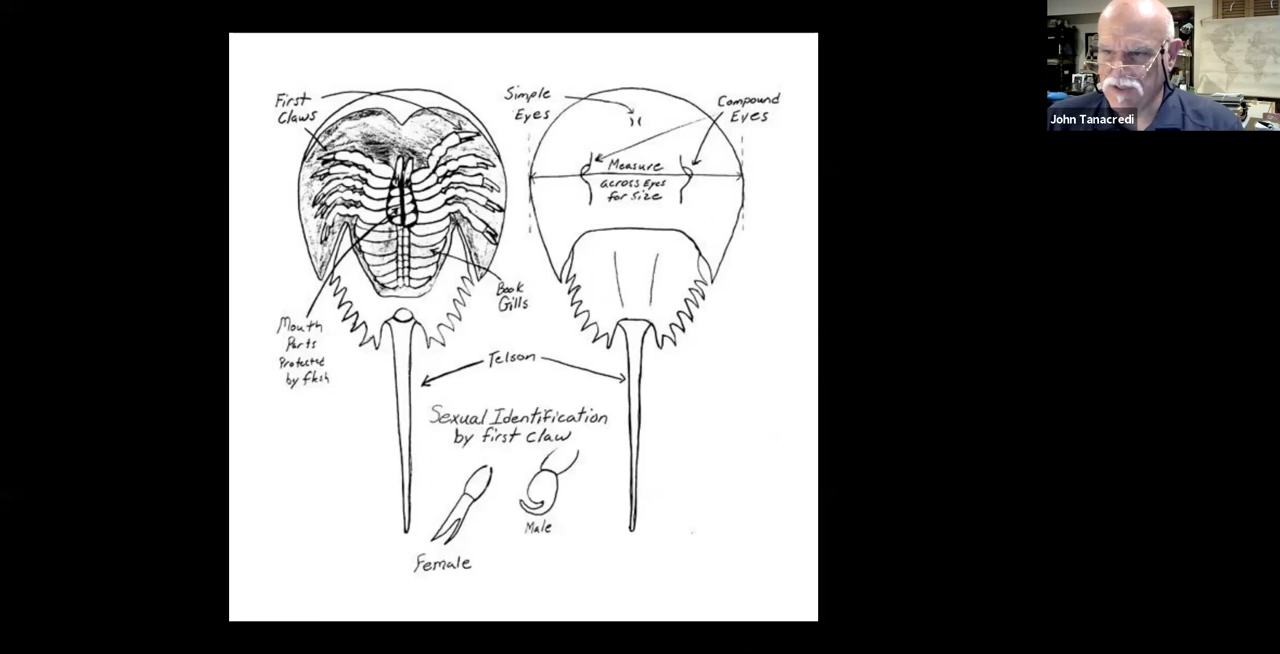 First
Claws
Simple
Eyes
Compound
Eyes
Measure
across Eyes
for Size
Book
Gills
Mouth
Parts
Protected
by flesh
Telson
Sexual Identification
by first claw
Female
Male
John Tanacredi